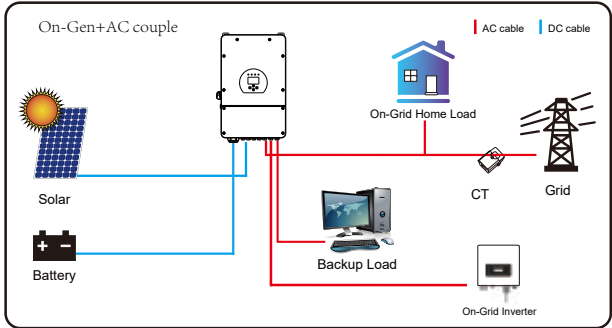 On-Gen+AC couple
AC cable
DC cable
On-Grid Home Load
Solar
CT
Grid
Battery
Backup Load
On-Grid Inverter